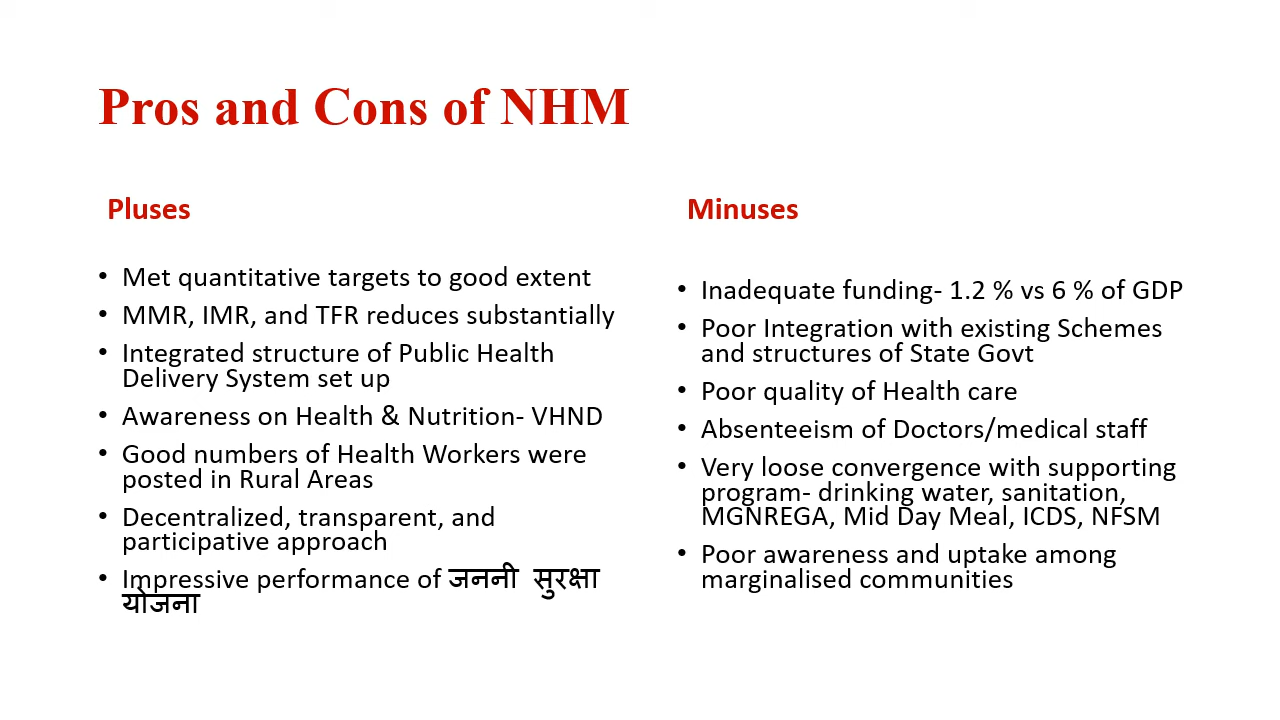 Pros and Cons of NHM
Pluses
• Met quantitative targets to good extent
• MMR, IMR, and TFR reduces substantially
• Integrated structure of Public Health
Delivery System set up
• Awareness on Health & Nutrition- VHND
• Good numbers of Health Workers were
posted in Rural Areas
• Decentralized, transparent, and
participative approach
• Impressive performance of जननी सुरक्षा
योजना
Minuses
• Inadequate funding- 1.2 % vs 6 % of GDP
• Poor Integration with existing Schemes
and structures of State Govt
• Poor quality of Health care
• Absenteeism of Doctors/medical staff
• Very loose convergence with supporting
program- drinking water, sanitation,
MGNREGA, Mid Day Meal, ICDS, NFSM
• Poor awareness and uptake among
marginalised communities